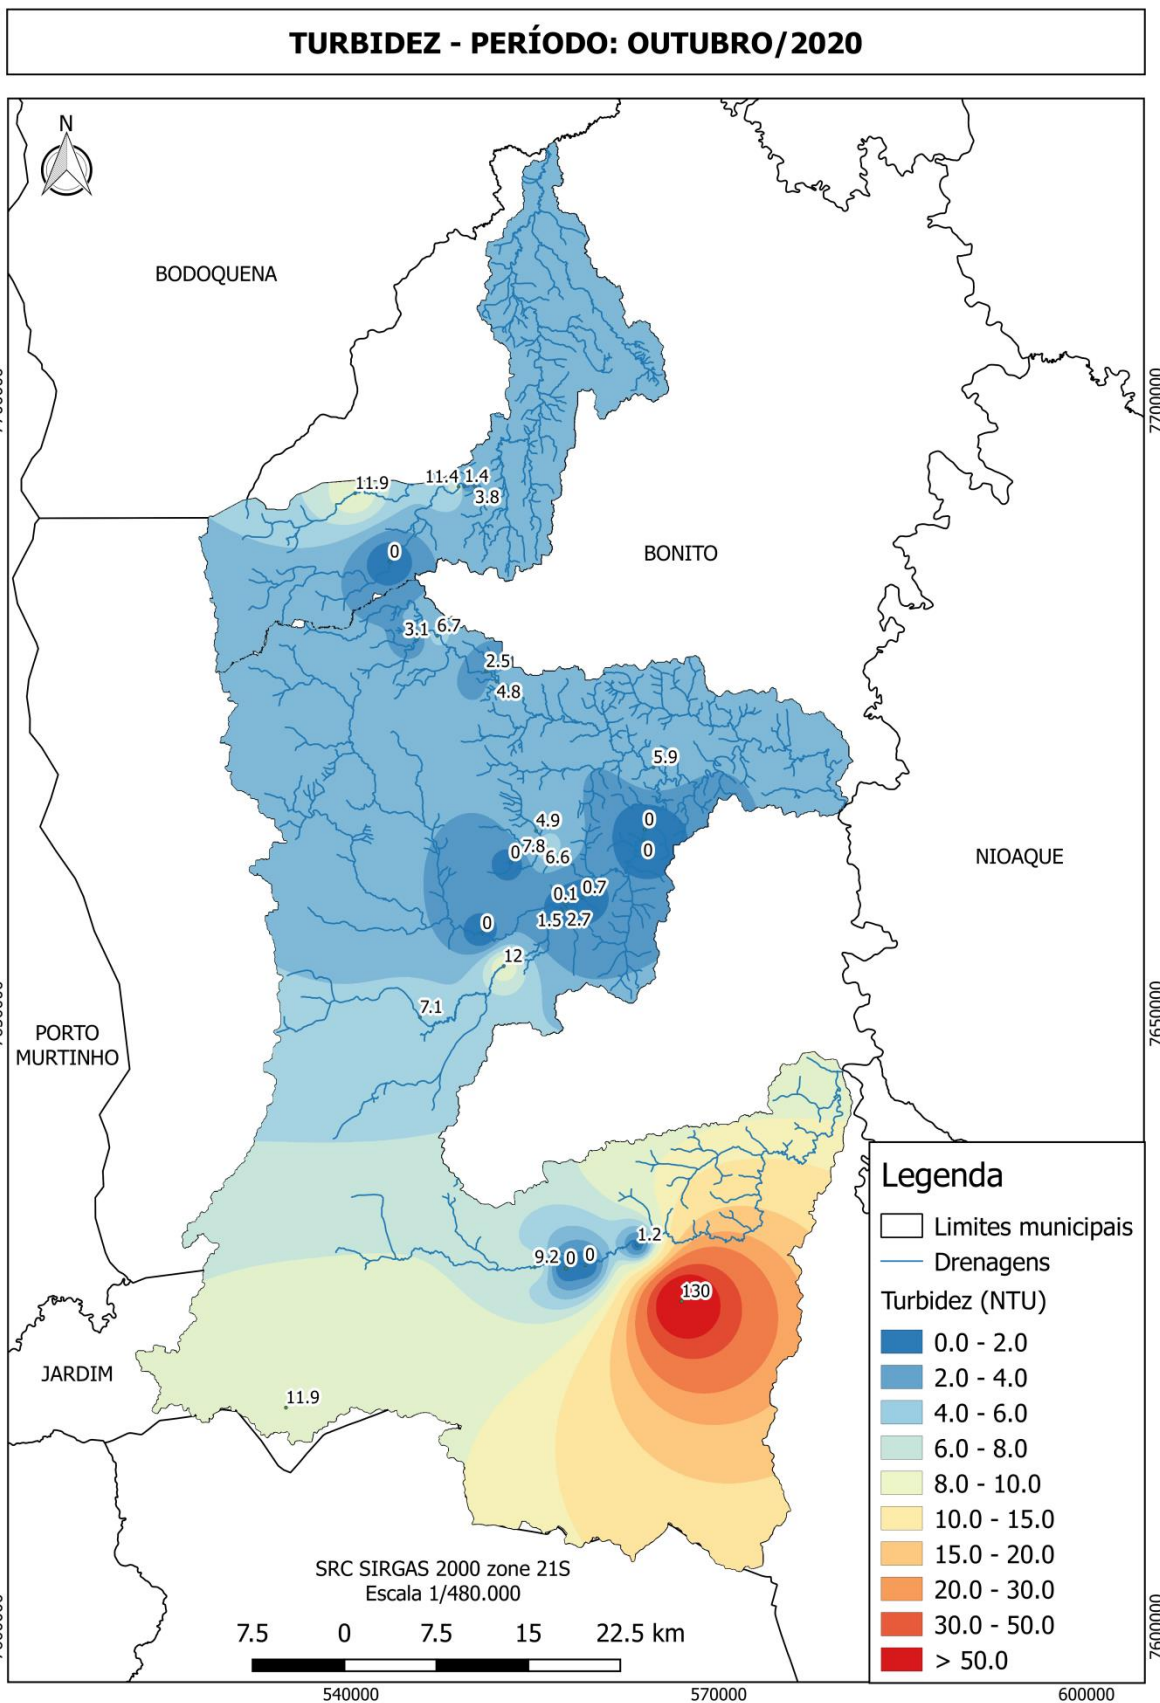 TURBIDEZ - PERÍODO: OUTUBRO/2020
N
BODOQUENA
7700000
11.9
11.4
1.4
3.8
0
BONITO
3.1
6.7
2.5
4.8
5.9
4.9
0
0
7.8
6.6
0
NIOAQUE
0.1
0.7
1.5
2.7
0
12
7.1
7650000
PORTO
MURTINHO
1.2
9.2
0
0
130
JARDIM
11.9
Legenda
Limites municipais
Drenagens
Turbidez (NTU)
0.0 - 2.0
2.0 - 4.0
4.0 - 6.0
6.0 - 8.0
8.0 - 10.0
10.0 - 15.0
15.0 - 20.0
20.0 - 30.0
30.0 - 50.0
> 50.0
SRC SIRGAS 2000 zone 21S
Escala 1/480.000
7.5 0 7.5 15 22.5 km
7600000
540000 570000 600000